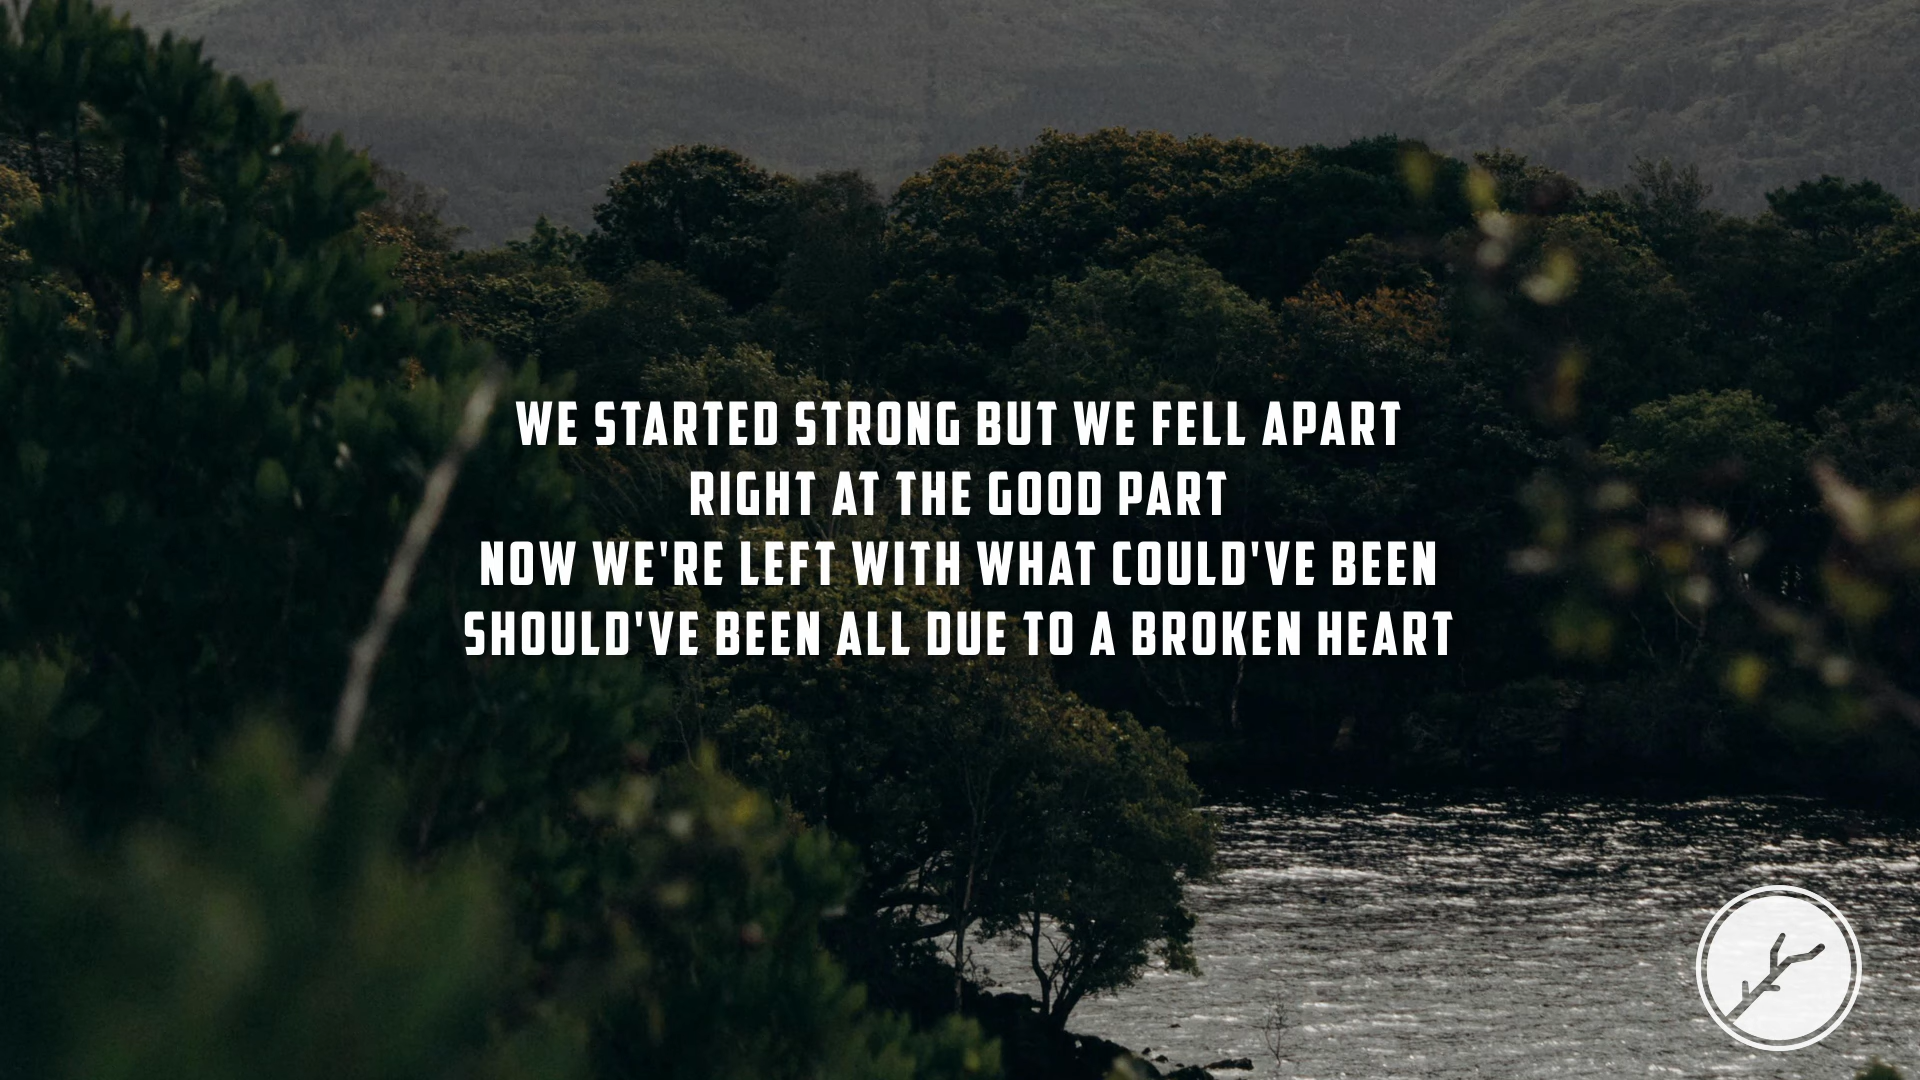 WE STARTED STRONG BUT WE FELL APART
RIGHT AT THE GOOD PART
NOW WE'RE LEFT WITH WHAT COULD'VE BEEN
SHOULD'VE BEEN ALL DUE TO A BROKEN HEART